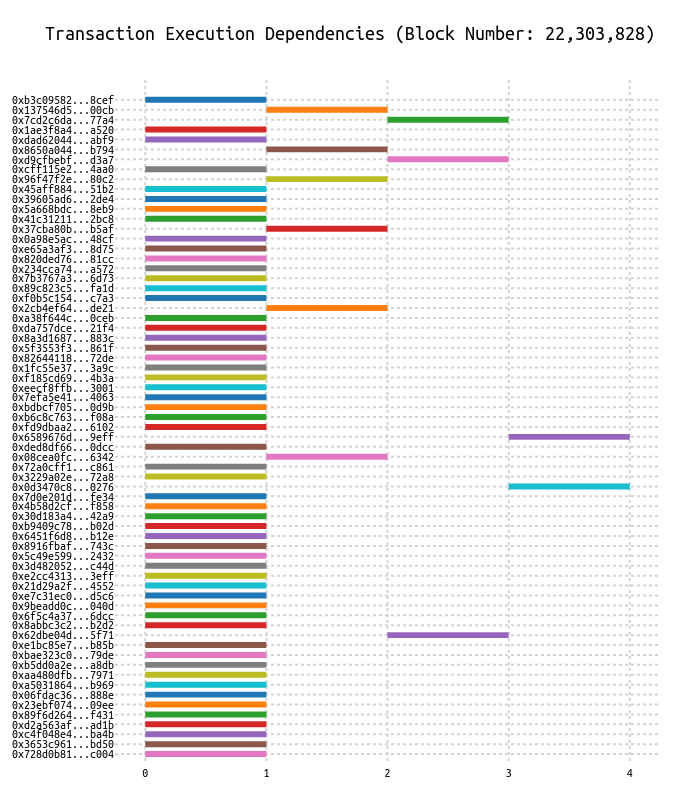 Transaction Execution Dependencies (Block Number: 22,303,828)
0xb3c09582...8cef
0x137546d5...00cb
0x7cd2c6da...77a4
0x1ae3f8a4...a520
0xdad62044...abf9
0x8650a044...b794
0xd9cfbebf...d3a7
0xcff115e2...4aa0
0x96f47f2e...80c2
0x45aff884...51b2
0x39605ad6...2de4
0x5a668bdc...8eb9
0x41c31211...2bc8
0x37cba80b...b5af
0x0a98e5ac...48cf
0xe65a3af3...8d75
0x820ded76...81cc
0x234cca74...a572
0x7b3767a3...6d73
0x89c823c5...fa1d
0xf0b5c154...c7a3
0x2cb4ef64...de21
0xa38f644c...0ceb
0xda757dce...21f4
0x8a3d1687...883c
0x5f3553f3...861f
0x82644118...72de
0x1fc55e37...3a9c
0xf185cd69...4b3a
0xeecf8ffb...3001
0x7efa5e41...4063
0xbdbcf705...0d9b
0xb6c8c763...f08a
0xfd9dbaa2...6102
0x6589676d...9eff
0xded8df66...0dcc
0x08cea0fc...6342
0x72a0cff1...c861
0x3229a02e...72a8
0x0d3470c8...0276
0x7d0e201d...fe34
0x4b58d2cf...f858
0x30d183a4...42a9
0xb9409c78...b02d
0x6451f6d8...b12e
0x8916fbaf...743c
0x5c49e599...2432
0x3d482052...c44d
0xe2cc4313...3eff
0x21d29a2f...4552
0xe7c31ec0...d5c6
0x9beadd0c...040d
0x6f5c4a37...6dcc
0x8abbc3c2...b2d2
0x62dbe04d...5f71
0xe1bc85e7...b85b
0xbae323c0...79de
0xb5dd0a2e...a8db
0xaa480dfb...7971
0xa5031864...b969
0x06fdac36...888e
0x23ebf074...09ee
0x89f6d264...f431
0xd2a563af...ad1b
0xc4f048e4...ba4b
0x3653c961...bd50
0x728d0b81...c004
0 1 2 3 4